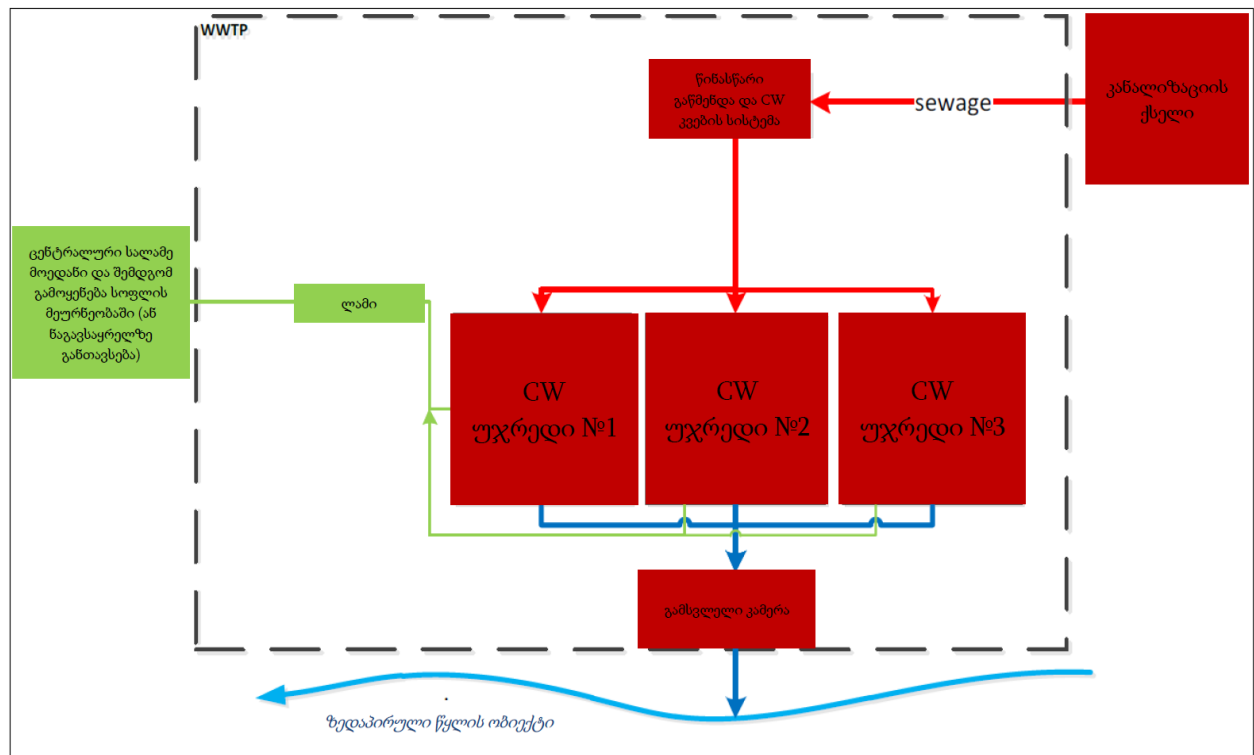 WWTP
წინასწარი
გაწმენდა და CW
კვების სისტემა
sewage
კანალიზაციის
ქსელი
ცენტრალური სალამე
მოედანი და შემდგომ
გამოყენება სოფლის
მეურნეობაში (ან
ნაგავსაყრელზე
განთავსება)
ლამი
CW
უჯრედი №1
CW
უჯრედი №2
CW
უჯრედი №3
გამსვლელი კამერა
ზედაპირული წყლის ობიექტი